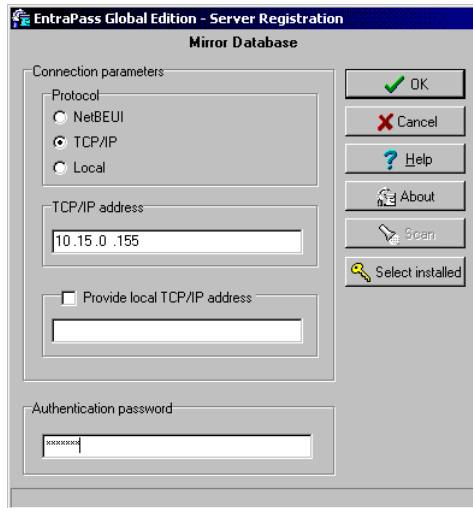 EntraPass Global Edition - Server Registration
Mirror Database
Connection parameters
Protocol
NetBEUI
TCP/IP
Local
TCP/IP address
10 .15 .0 .155
Provide local TCP/IP address
Authentication password
*******
OK
Cancel
Help
About
Scan
Select installed